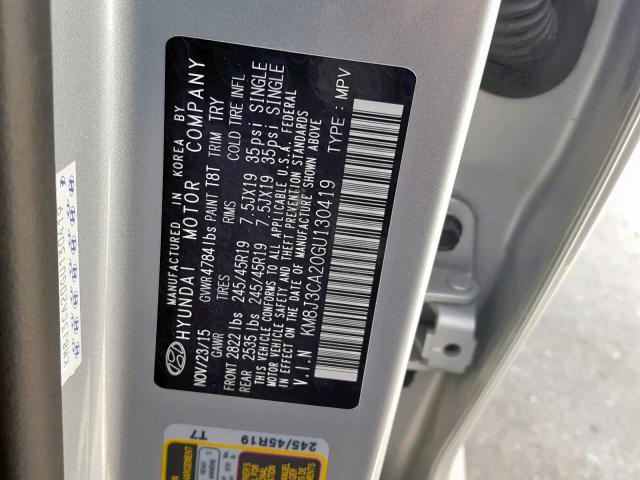 MANUFACTURED IN KOREA BY
HYUNDAI MOTOR COMPANY
NOV/23/15 GVWR 4784 lbs PAINT T8T TRIM TRY
GAWR TIRES RIMS COLD TIRE INFL
FRONT 2822 lbs 245/45R19 7.5JX19 35psi SINGLE
REAR 2535 lbs 245/45R19 7.5JX19 35psi SINGLE
THIS VEHICLE CONFORMS TO ALL APPLICABLE U.S.A. FEDERAL
MOTOR VEHICLE SAFETY AND THEFT PREVENTION STANDARDS
IN EFFECT ON THE DATE OF MANUFACTURE SHOWN ABOVE
V.I.N KM8J3CA20GU130419
TYPE : MPV
KM8J3CA20GU130419
T7
245/45R19